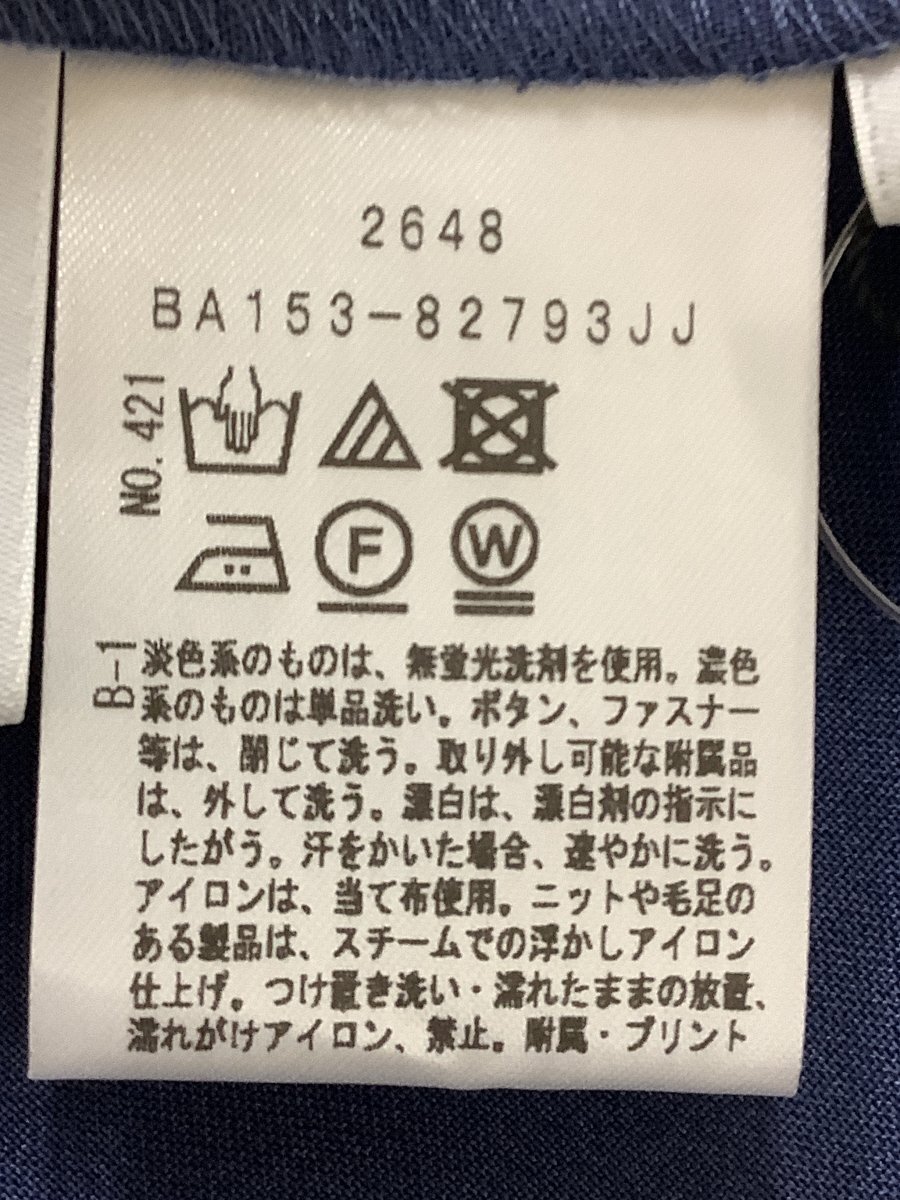 2648
BA153-82793JJ
NO.421
F
W
B-1
淡色系のものは、無蛍光洗剤を使用。濃色
系のものは単品洗い。ボタン、ファスナー
等は、閉じて洗う。取り外し可能な附属品
は、外して洗う。漂白は、漂白剤の指示に
したがう。汗をかいた場合、速やかに洗う。
アイロンは、当て布使用。ニットや毛足の
ある製品は、スチームでの浮かしアイロン
仕上げ。つけ置き洗い・濡れたままの放置、
濡れがけアイロン、禁止。附属・プリント